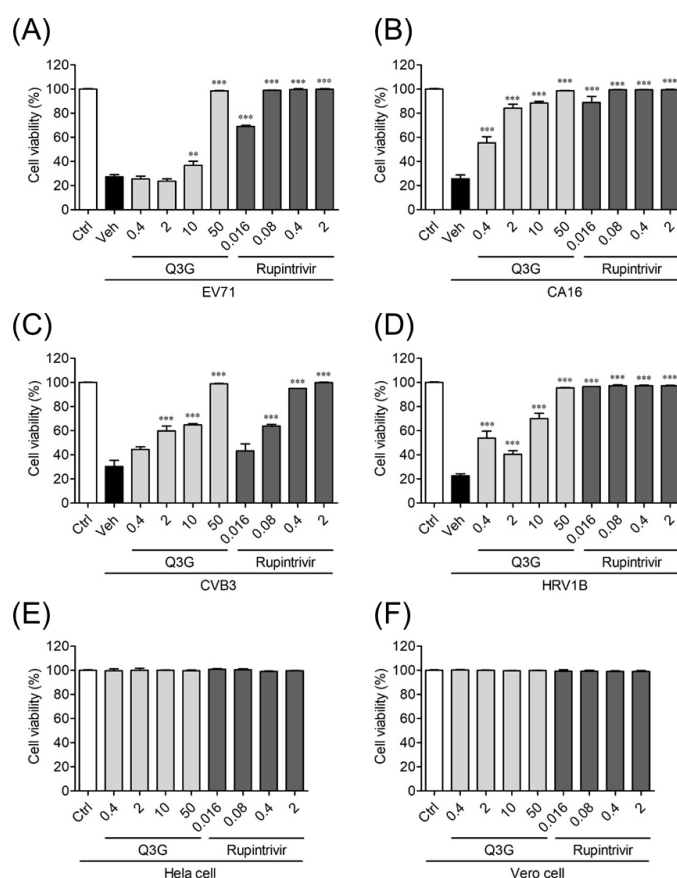 (A)
Cell viability (%)
120
100
80
60
40
20
0
*** *** *** *** ***
**
Ctrl Veh 0.4 2 10 50 0.016 0.08 0.4 2
Q3G Rupintrivir
EV71
(B)
Cell viability (%)
120
100
80
60
40
20
0
*** *** *** *** *** *** *** ***
Ctrl Veh 0.4 2 10 50 0.016 0.08 0.4 2
Q3G Rupintrivir
CA16
(C)
Cell viability (%)
120
100
80
60
40
20
0
*** *** *** *** *** ***
Ctrl Veh 0.4 2 10 50 0.016 0.08 0.4 2
Q3G Rupintrivir
CVB3
(D)
Cell viability (%)
120
100
80
60
40
20
0
*** *** *** *** *** *** *** ***
Ctrl Veh 0.4 2 10 50 0.016 0.08 0.4 2
Q3G Rupintrivir
HRV1B
(E)
Cell viability (%)
120
100
80
60
40
20
0
Ctrl 0.4 2 10 50 0.016 0.08 0.4 2
Q3G Rupintrivir
Hela cell
(F)
Cell viability (%)
120
100
80
60
40
20
0
Ctrl 0.4 2 10 50 0.016 0.08 0.4 2
Q3G Rupintrivir
Vero cell